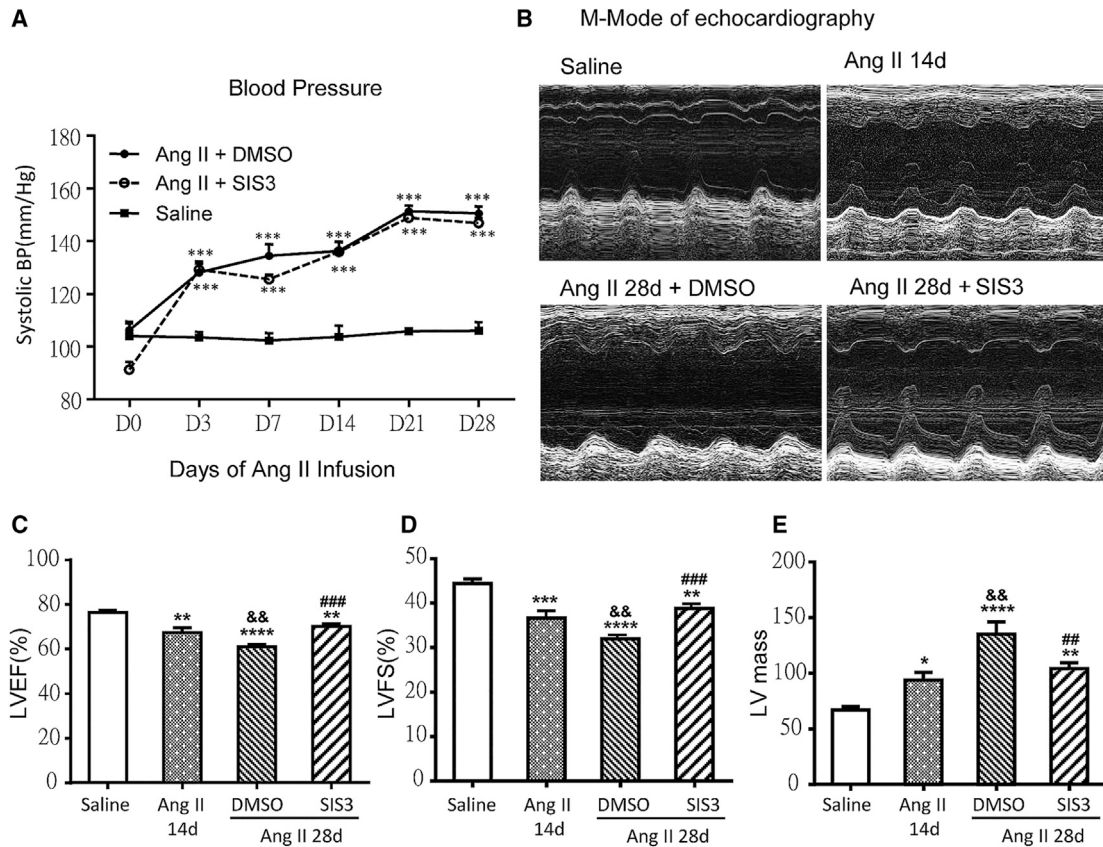 A
Blood Pressure
180
160
140
120
100
80
Systolic BP(mm/Hg)
Ang II + DMSO
Ang II + SIS3
Saline
***
***
***
***
***
***
***
***
***
***
D0 D3 D7 D14 D21 D28
Days of Ang II Infusion
B M-Mode of echocardiography
Saline
Ang II 14d
Ang II 28d + DMSO
Ang II 28d + SIS3
C
LVEF(%)
100
80
60
40
20
0
**
&&
****
###
**
Saline Ang II DMSO SIS3
14d Ang II 28d
D
LVFS(%)
50
40
30
20
10
0
***
&&
****
###
**
Saline Ang II DMSO SIS3
14d Ang II 28d
E
LV mass
200
150
100
50
0
*
&&
****
##
**
Saline Ang II DMSO SIS3
14d Ang II 28d